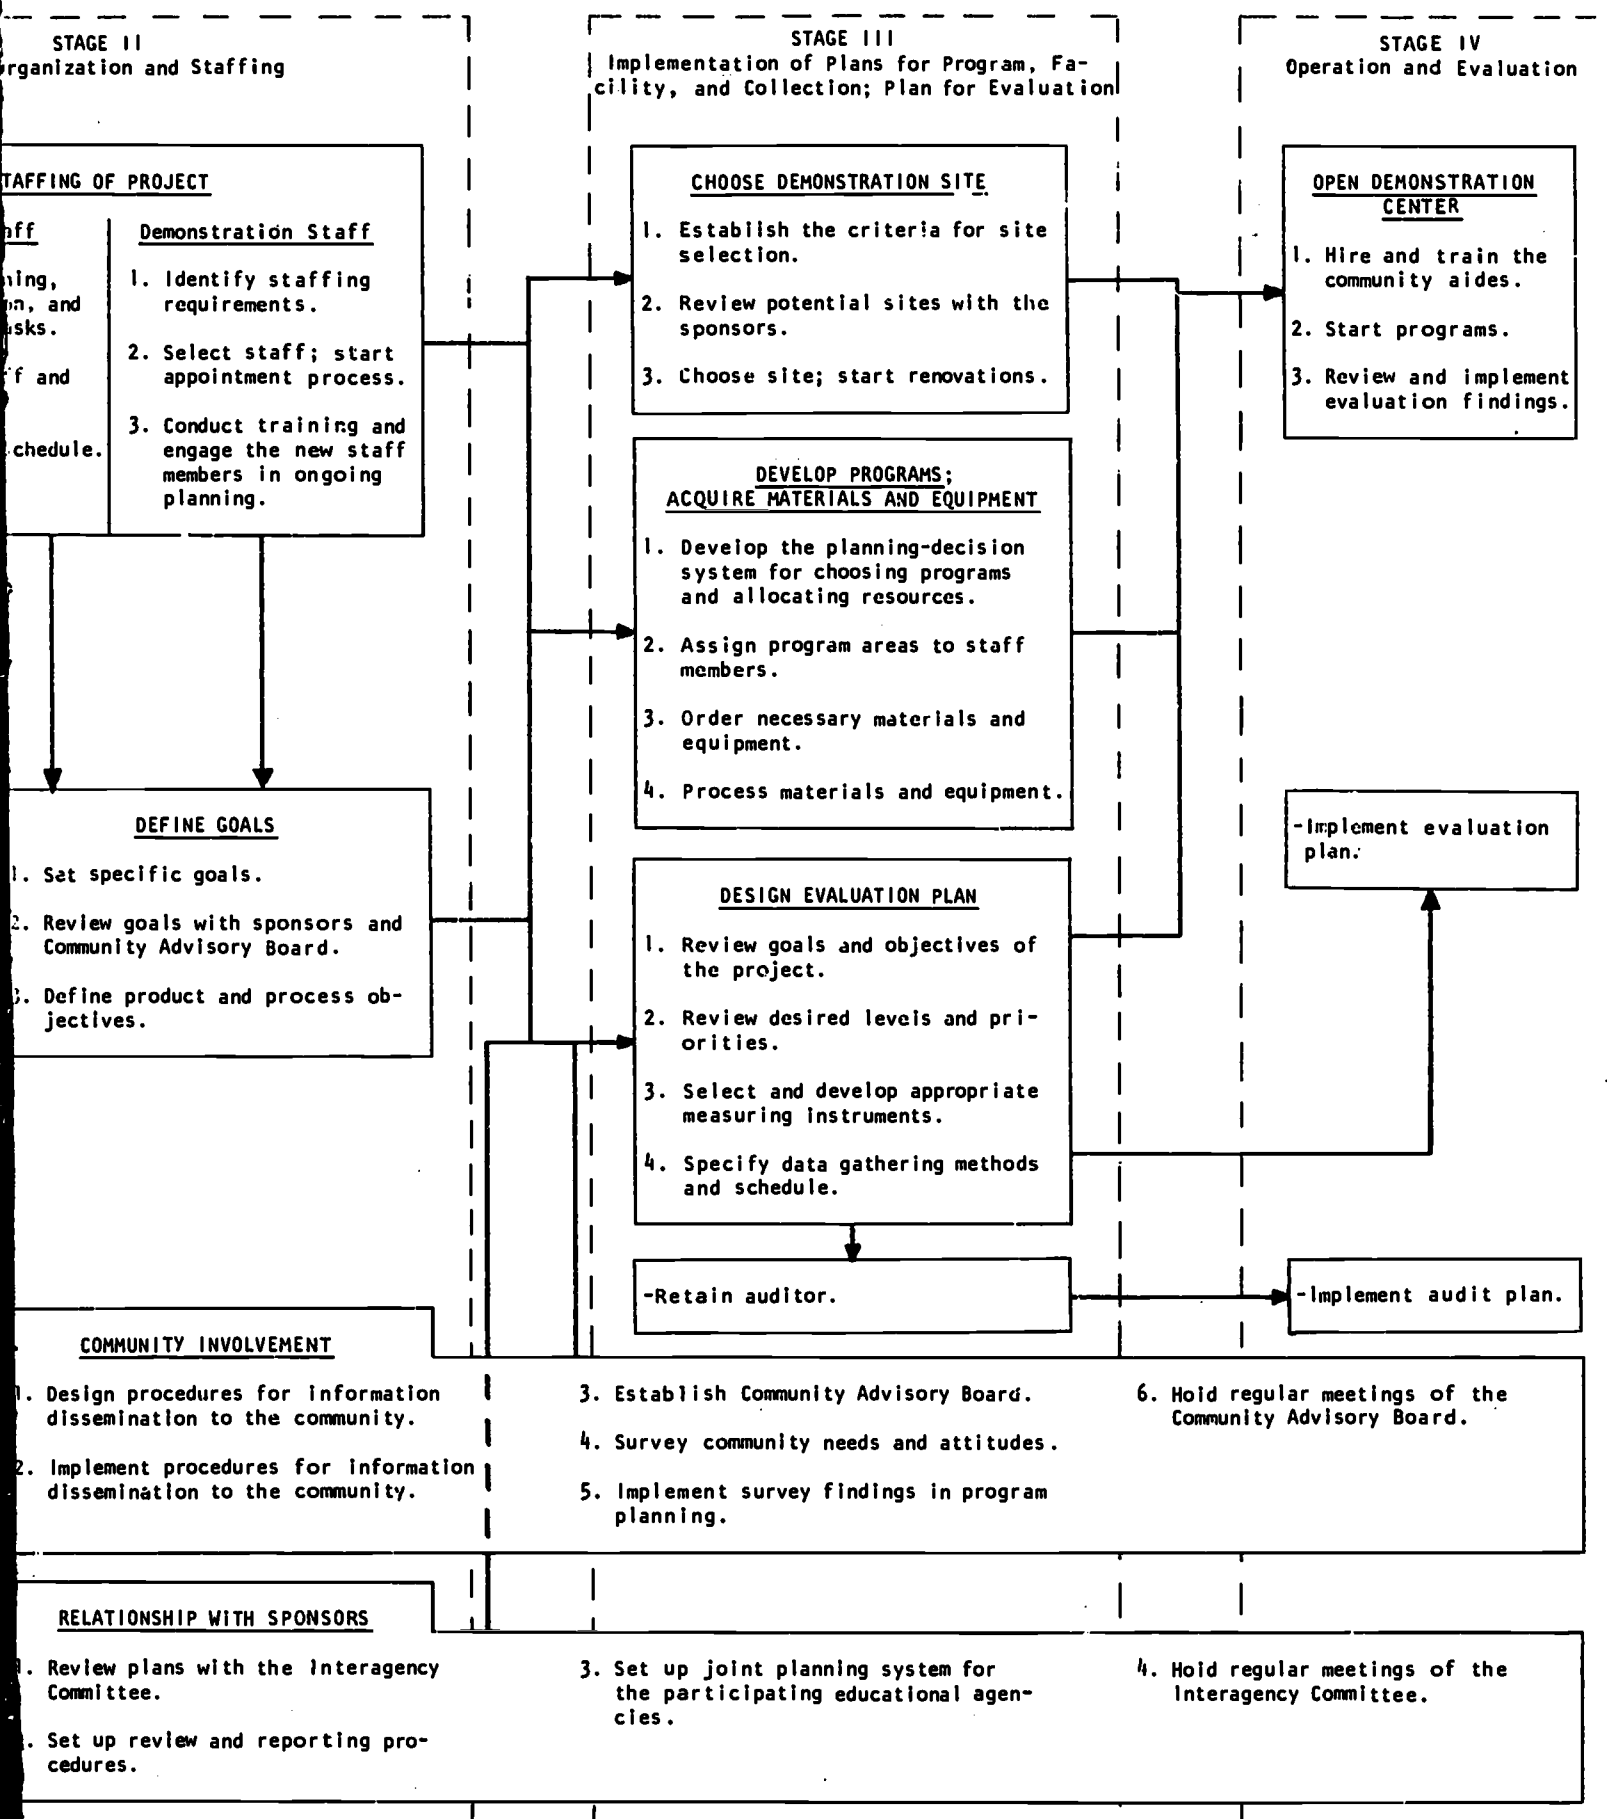 STAGE II
rganization and Staffing
TAFFING OF PROJECT
Demonstration Staff
1. Identify staffing
requirements.
2. Select staff; start
appointment process.
3. Conduct training and
engage the new staff
members in ongoing
planning.
aff
ning,
on, and
asks.
ff and
chedule.
DEFINE GOALS
1. Set specific goals.
2. Review goals with sponsors and
Community Advisory Board.
3. Define product and process ob-
jectives.
STAGE III
Implementation of Plans for Program, Fa-
cility, and Collection; Plan for Evaluation
CHOOSE DEMONSTRATION SITE
1. Establish the criteria for site
selection.
2. Review potential sites with the
sponsors.
3. Choose site; start renovations.
DEVELOP PROGRAMS;
ACQUIRE MATERIALS AND EQUIPMENT
1. Develop the planning-decision
system for choosing programs
and allocating resources.
2. Assign program areas to staff
members.
3. Order necessary materials and
equipment.
4. Process materials and equipment.
DESIGN EVALUATION PLAN
1. Review goals and objectives of
the project.
2. Review desired levels and pri-
orities.
3. Select and develop appropriate
measuring instruments.
4. Specify data gathering methods
and schedule.
-Retain auditor.
STAGE IV
Operation and Evaluation
OPEN DEMONSTRATION
CENTER
1. Hire and train the
community aides.
2. Start programs.
3. Review and implement
evaluation findings.
-Implement evaluation
plan.
-Implement audit plan.
COMMUNITY INVOLVEMENT
1. Design procedures for information
dissemination to the community.
2. Implement procedures for information
dissemination to the community.
3. Establish Community Advisory Board.
4. Survey community needs and attitudes.
5. Implement survey findings in program
planning.
6. Hold regular meetings of the
Community Advisory Board.
RELATIONSHIP WITH SPONSORS
1. Review plans with the Interagency
Committee.
. Set up review and reporting pro-
cedures.
3. Set up joint planning system for
the participating educational agen-
cies.
4. Hold regular meetings of the
Interagency Committee.